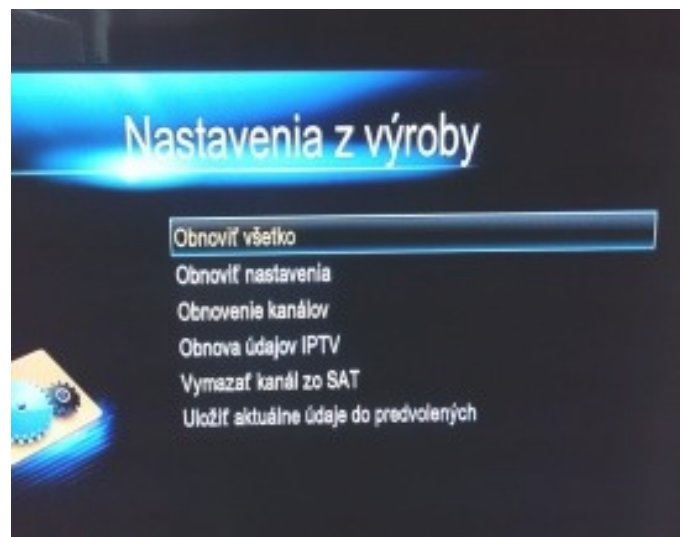 Nastavenia z výroby
Obnoviť všetko
Obnoviť nastavenia
Obnovenie kanálov
Obnova údajov IPTV
Vymazať kanál zo SAT
Uložiť aktuálne údaje do predvolených